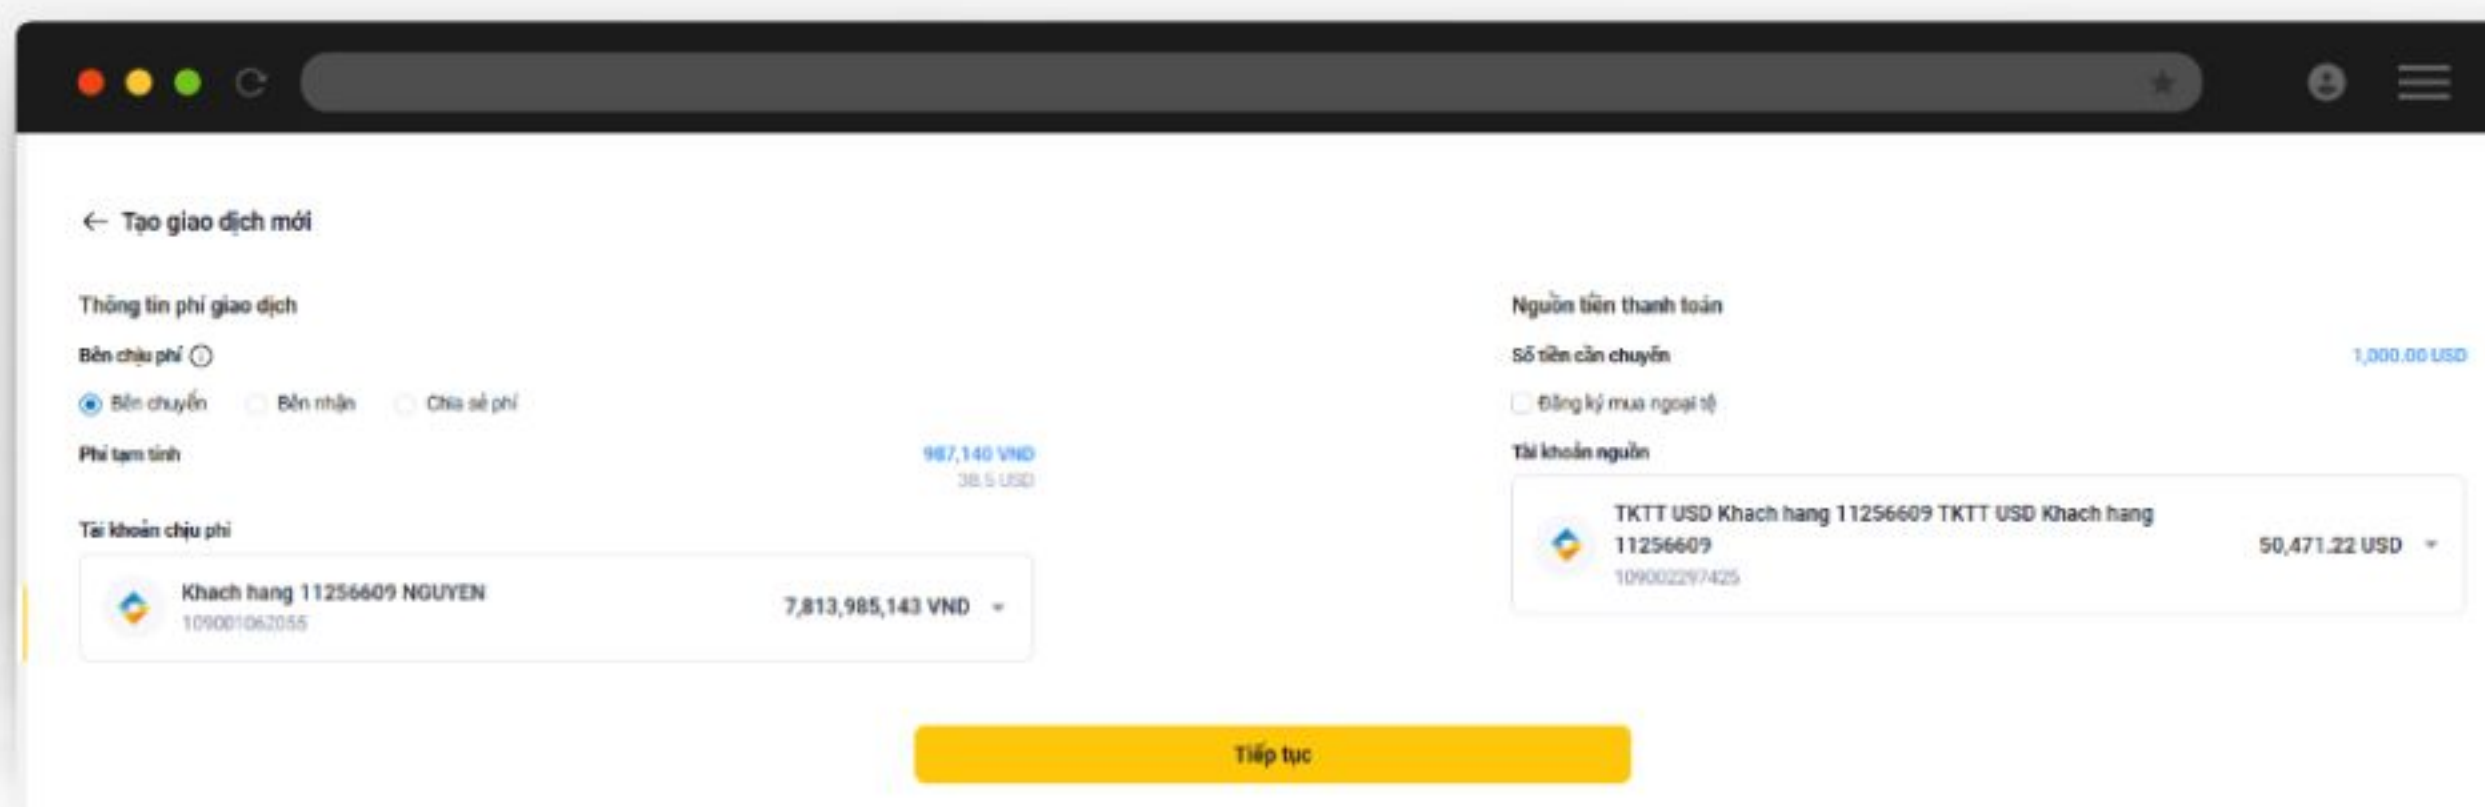 ← Tạo giao dịch mới
Thông tin phí giao dịch
Bên chịu phí
Bên chuyển Bên nhận Chia sẻ phí
Phí tạm tính 987,140 VND
38.5 USD
Tài khoản chịu phí
Khach hang 11256609 NGUYEN
109001062055
7,813,985,143 VND
Nguồn tiền thanh toán
Số tiền cần chuyển 1,000.00 USD
Đăng ký mua ngoại tệ
Tài khoản nguồn
TKTT USD Khach hang 11256609 TKTT USD Khach hang
11256609
109002297425
50,471.22 USD
Tiếp tục